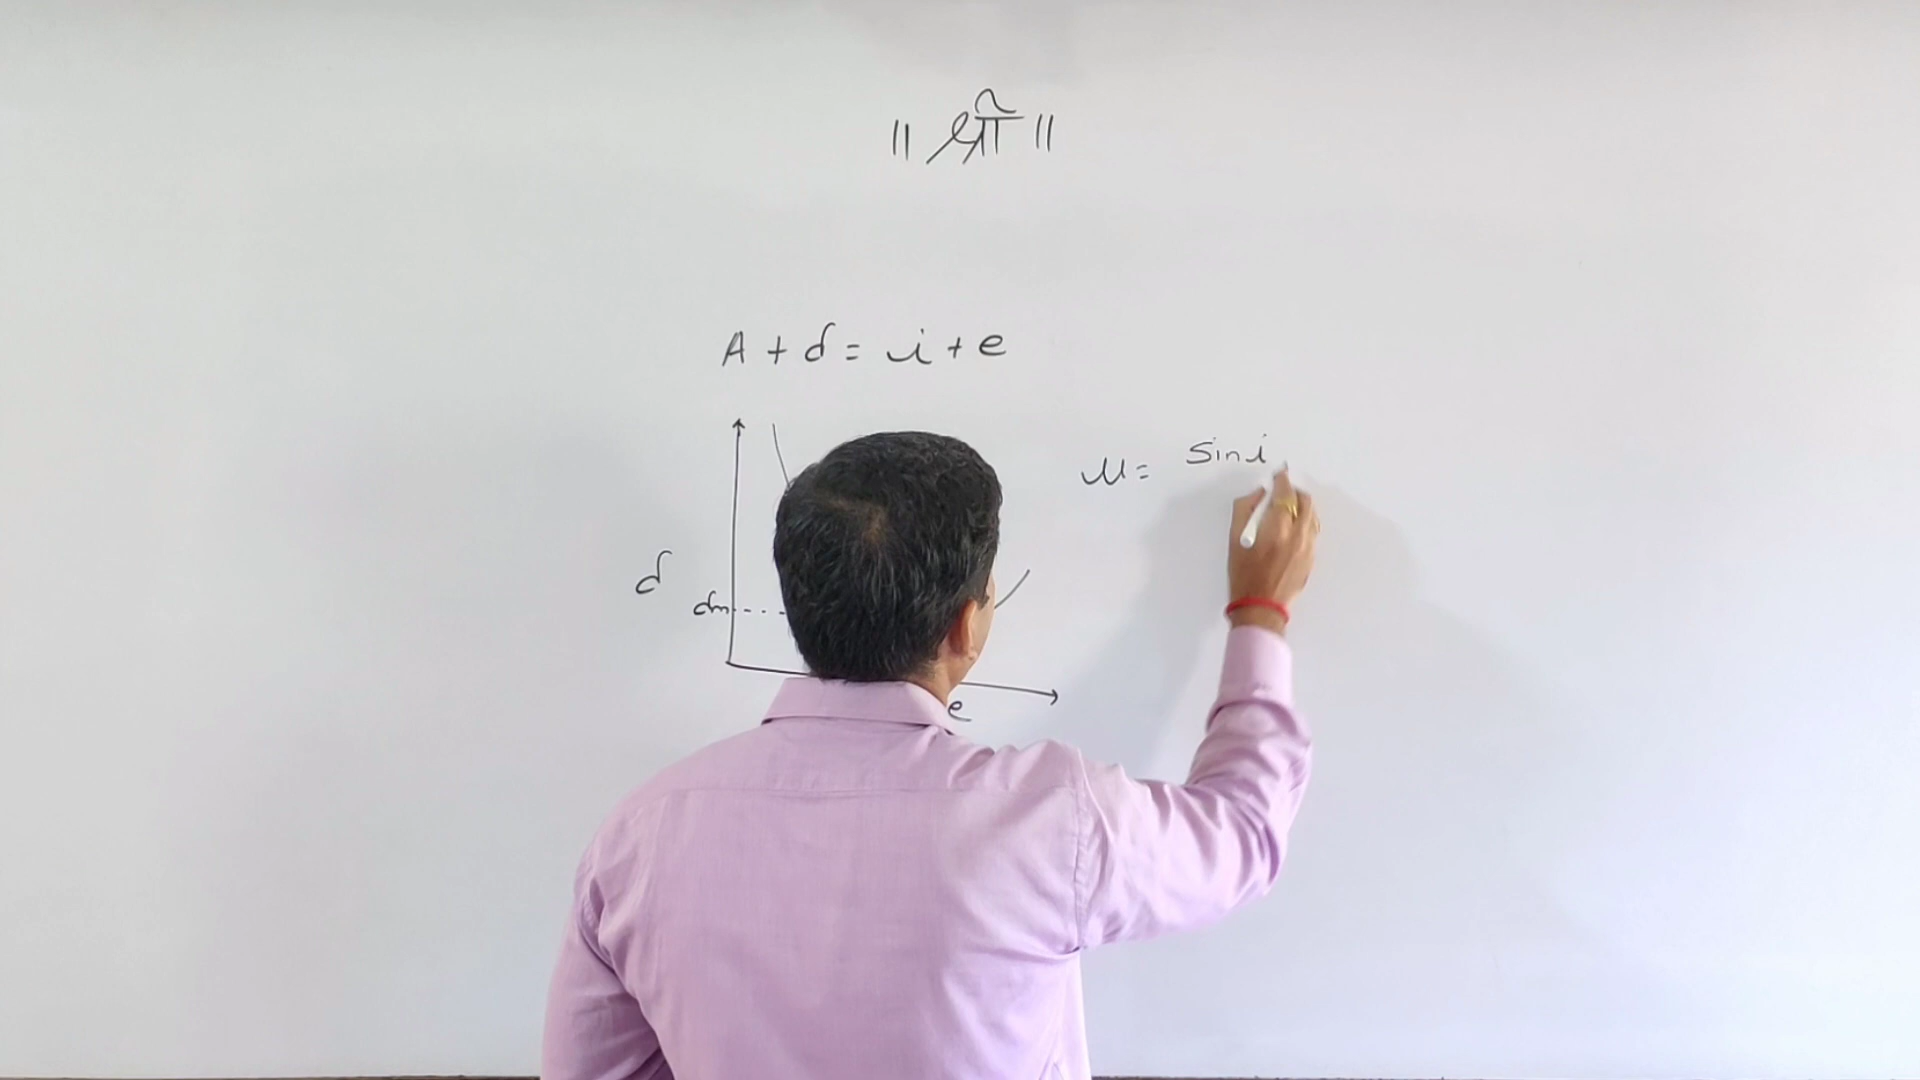 ॥ श्री ॥
A + d = i + e
μ = sin i
d
dm
e